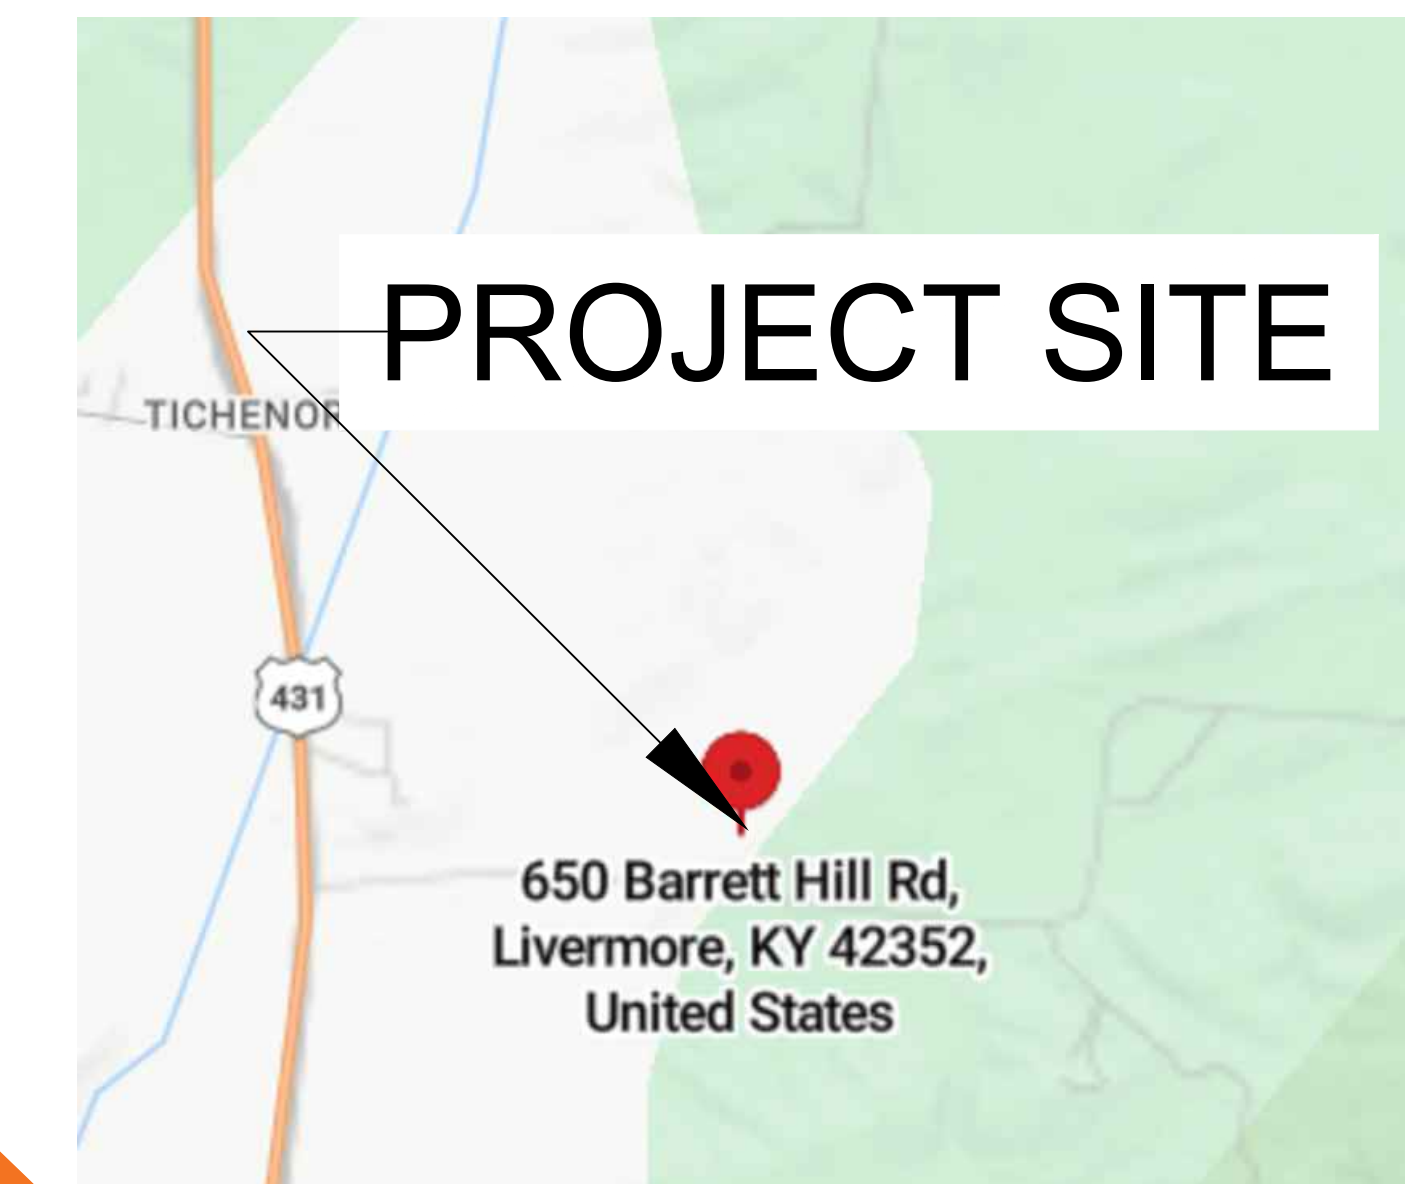 PROJECT SITE
TICHENOR
431
650 Barrett Hill Rd,
Livermore, KY 42352,
United States